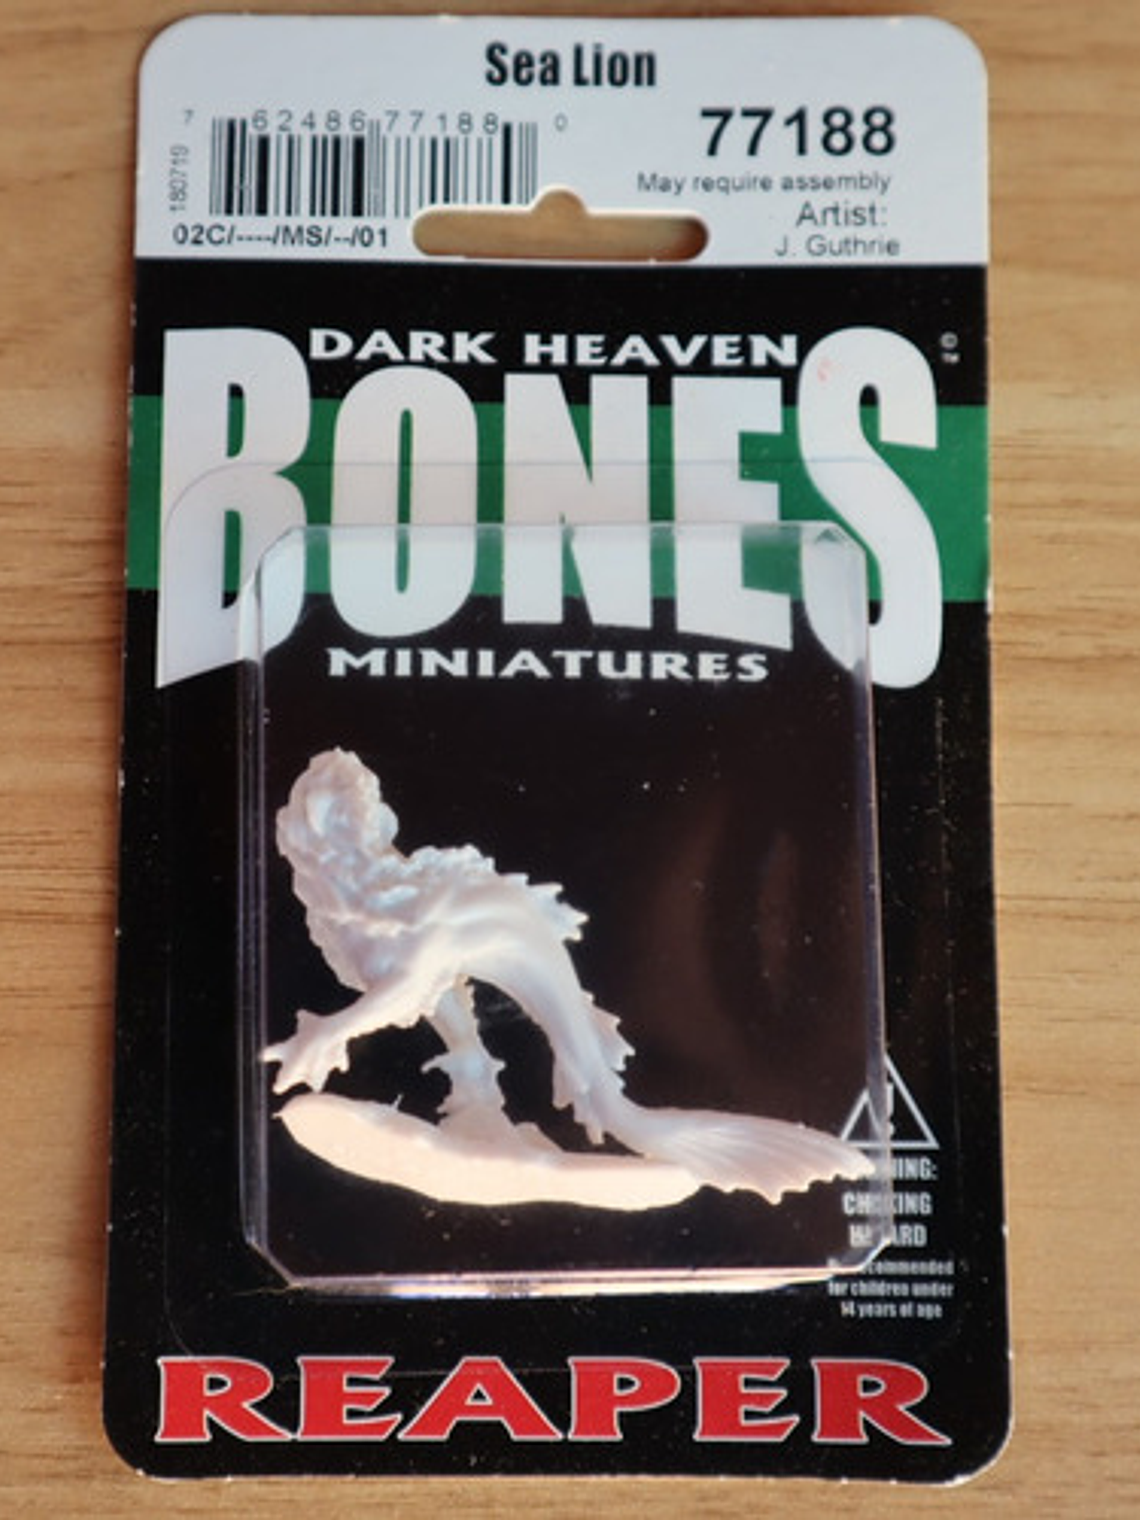 Sea Lion
7 62486 77188 0
77188
180719
May require assembly
02C/----/MS/--/01
Artist:
J. Guthrie
DARK HEAVEN
BONES
MINIATURES
CHOKING
for children under
14 years of age
REAPER